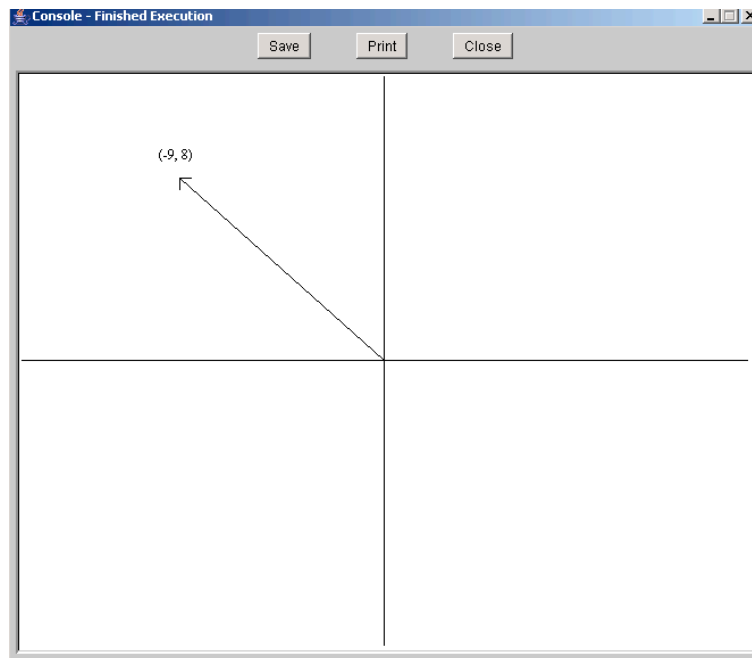 Console - Finished Execution
Save Print Close
(-9, 8)